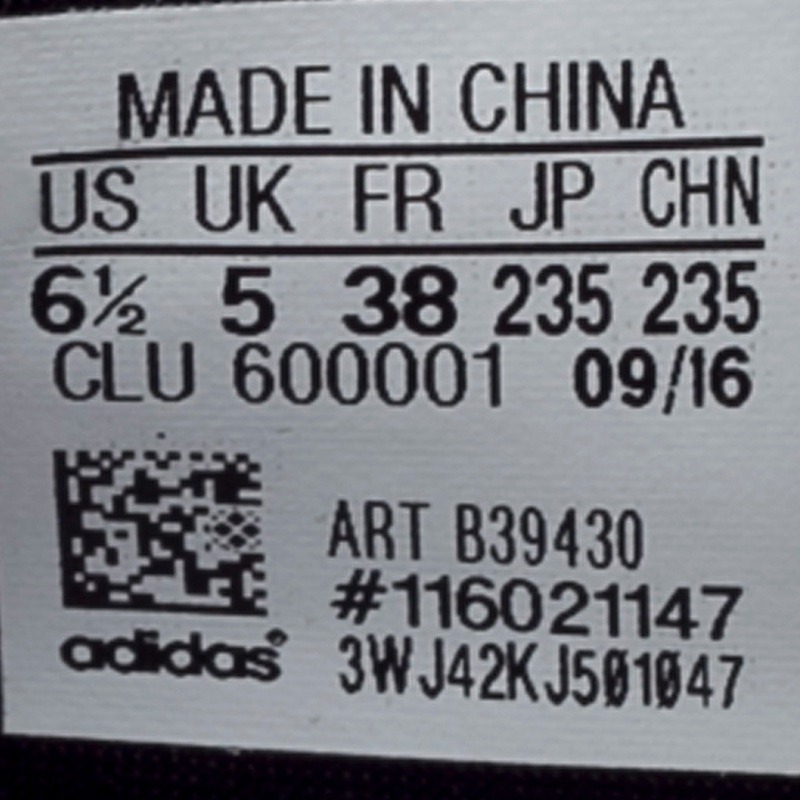 MADE IN CHINA
US UK FR JP CHN
6½ 5 38 235 235
CLU 600001 09/16
ART B39430
#116021147
adidas®
3WJ42KJ501047